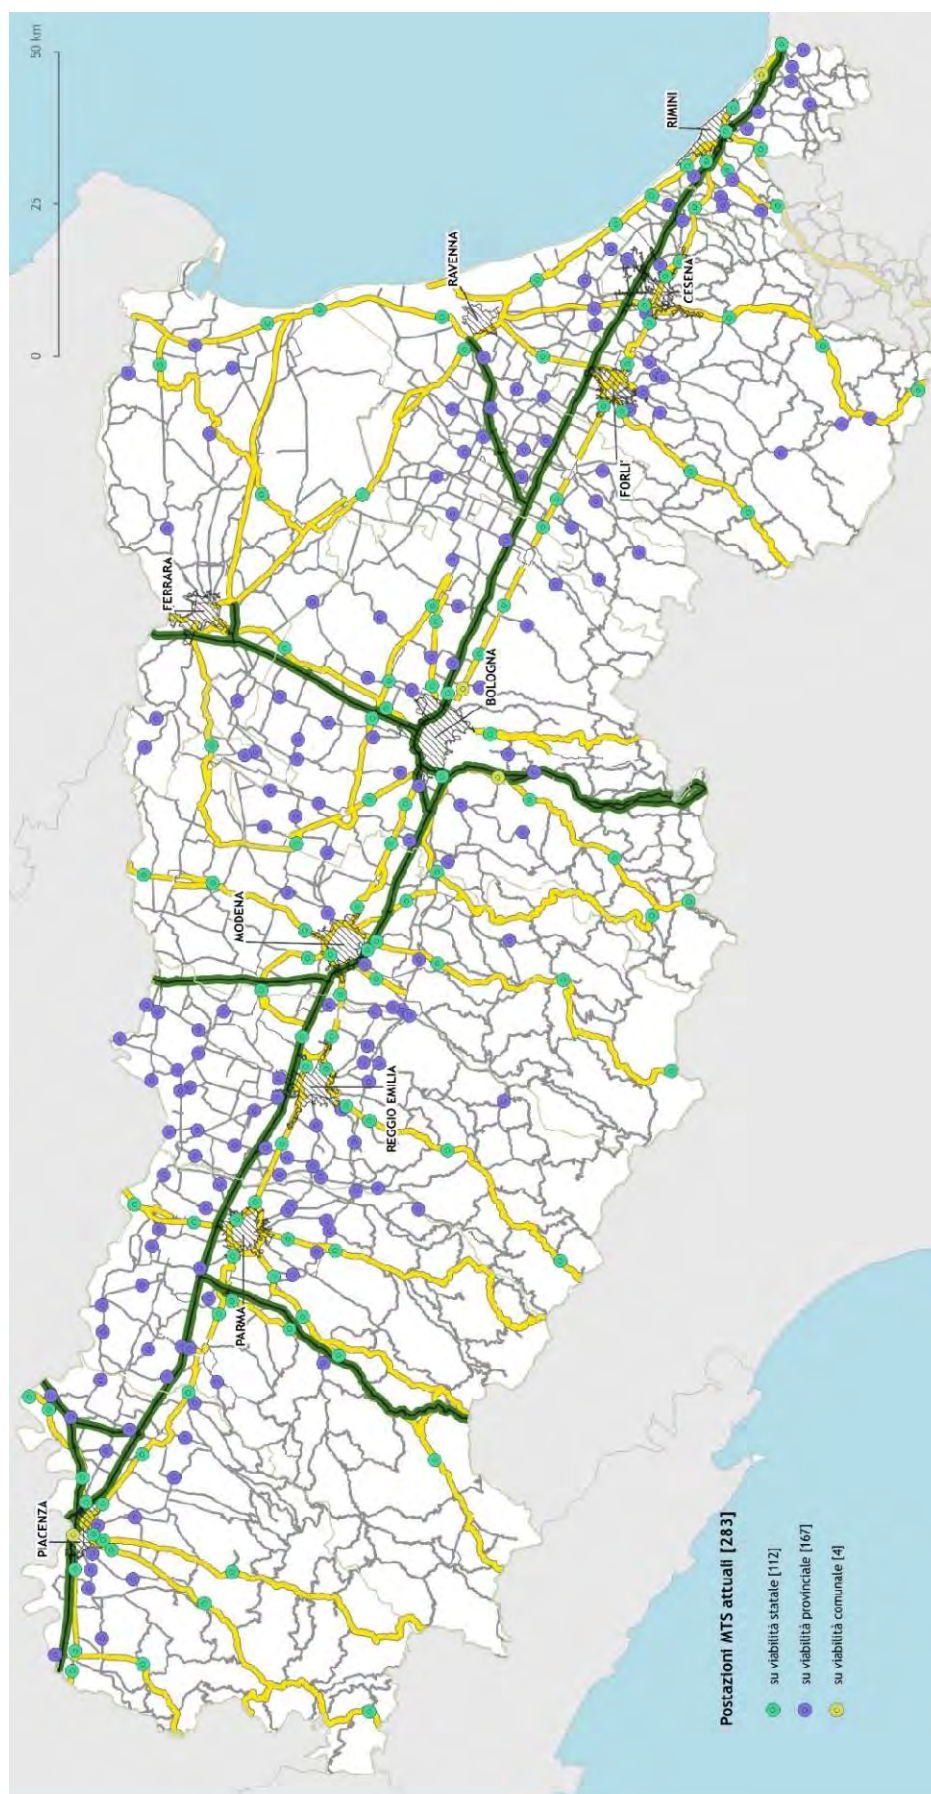 PIACENZA
PARMA
REGGIO EMILIA
MODENA
BOLOGNA
FERRARA
FORLI'
RAVENNA
CESENA
RIMINI
0
25
50 km
Postazioni MTS attuali [283]
su viabilità statale [112]
su viabilità provinciale [167]
su viabilità comunale [4]